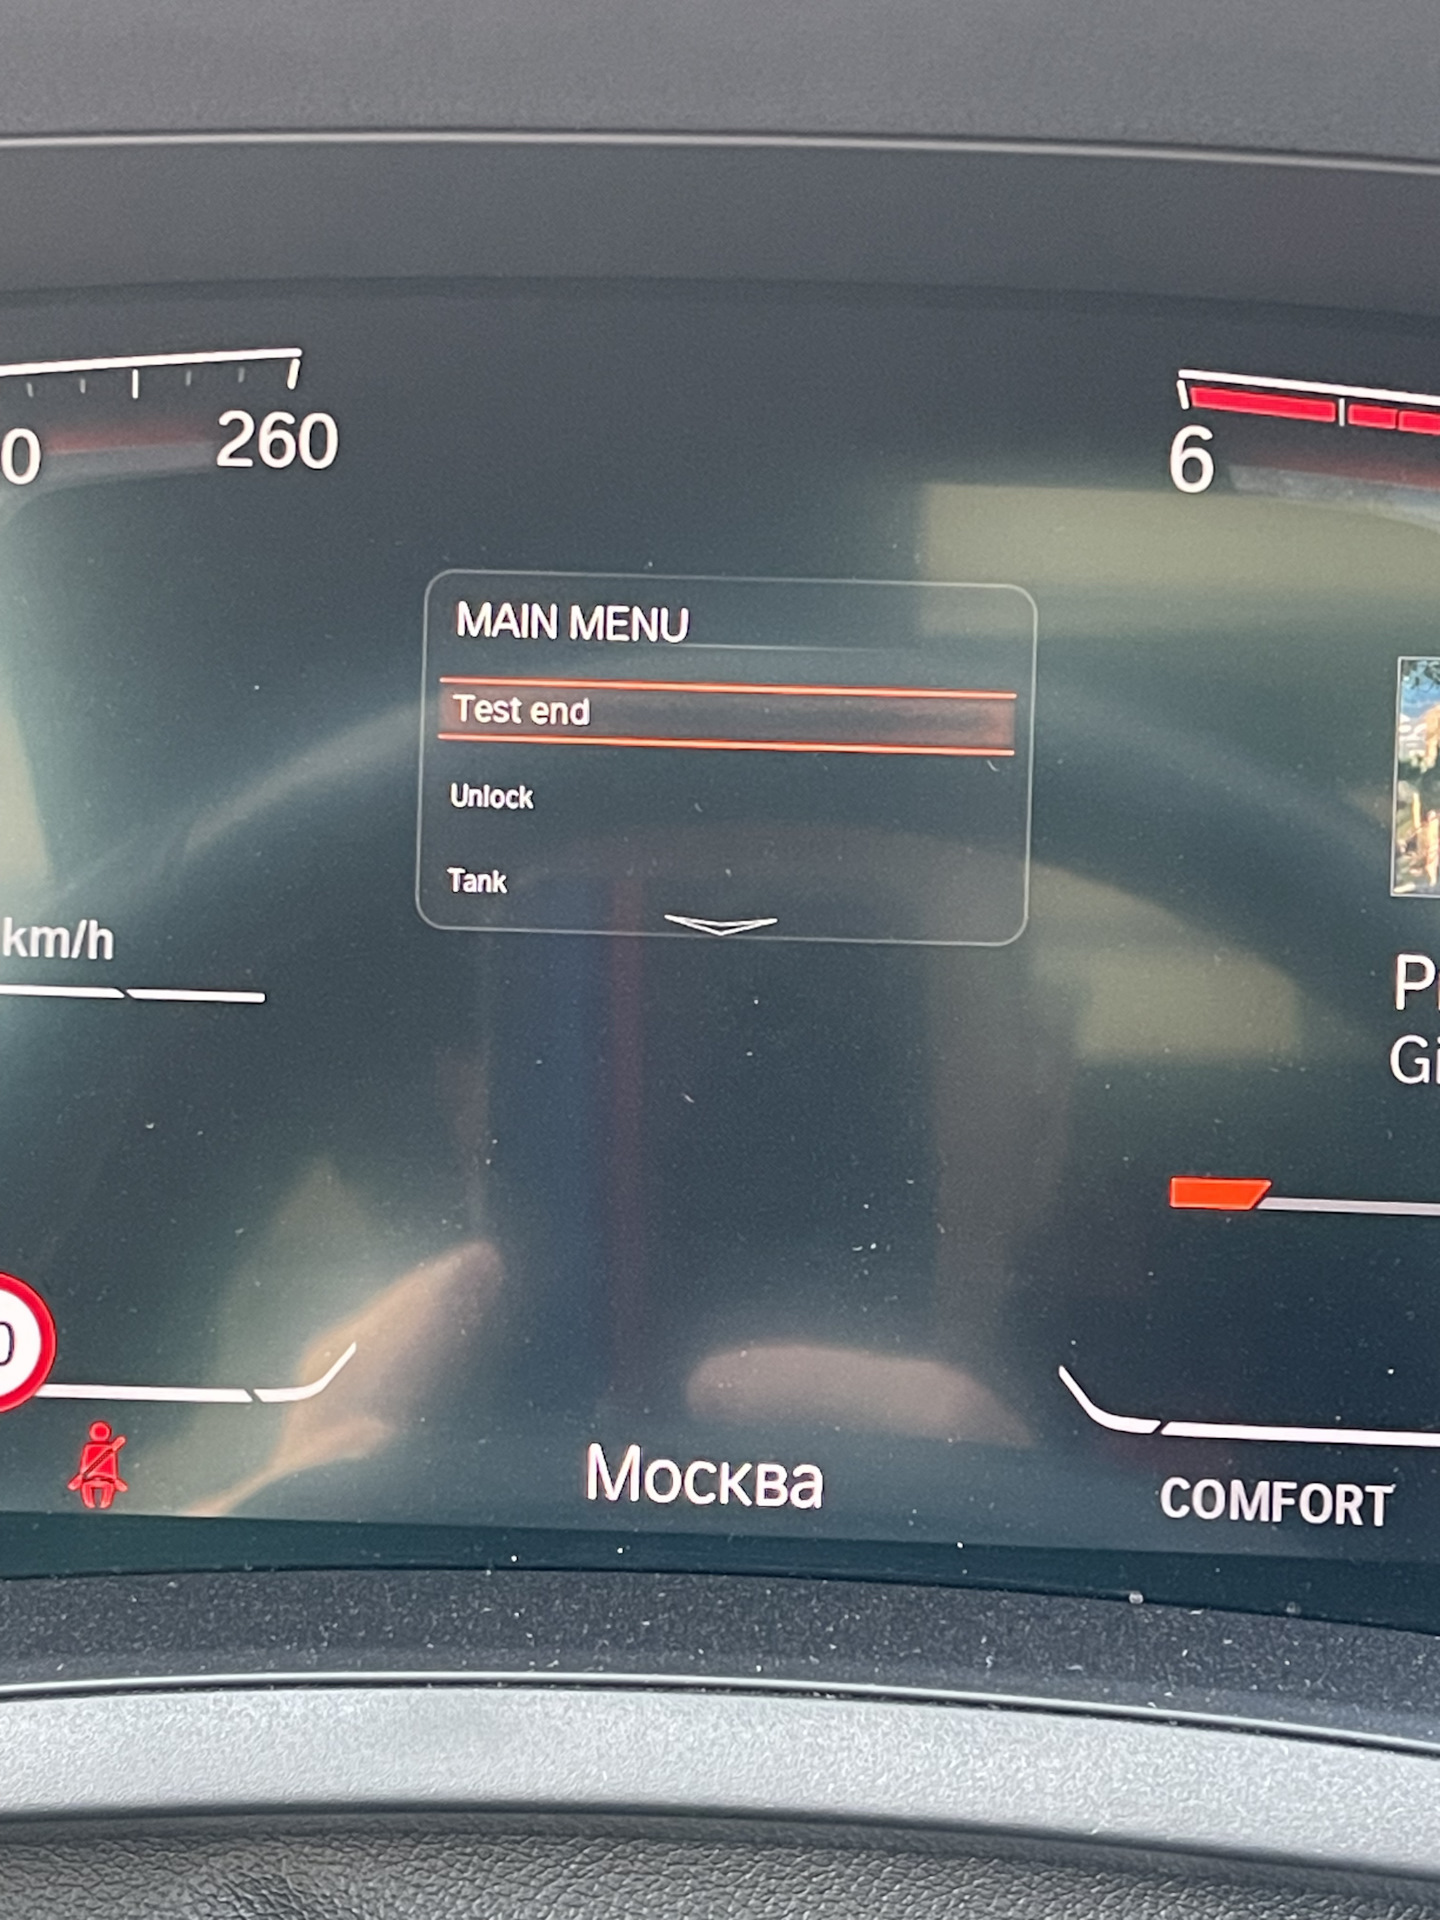 260
6
MAIN MENU
Test end
Unlock
Tank
km/h
Москва
COMFORT